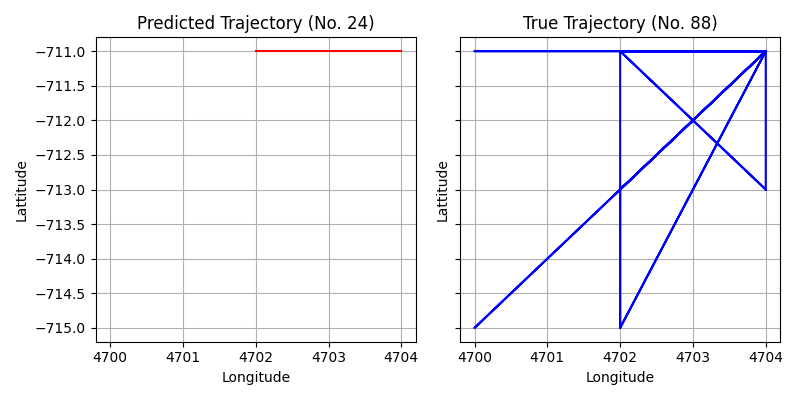 Predicted Trajectory (No. 24)
True Trajectory (No. 88)
−711.0
−711.5
−712.0
−712.5
−713.0
−713.5
−714.0
−714.5
−715.0
Lattitude
Lattitude
4700 4701 4702 4703 4704
4700 4701 4702 4703 4704
Longitude
Longitude